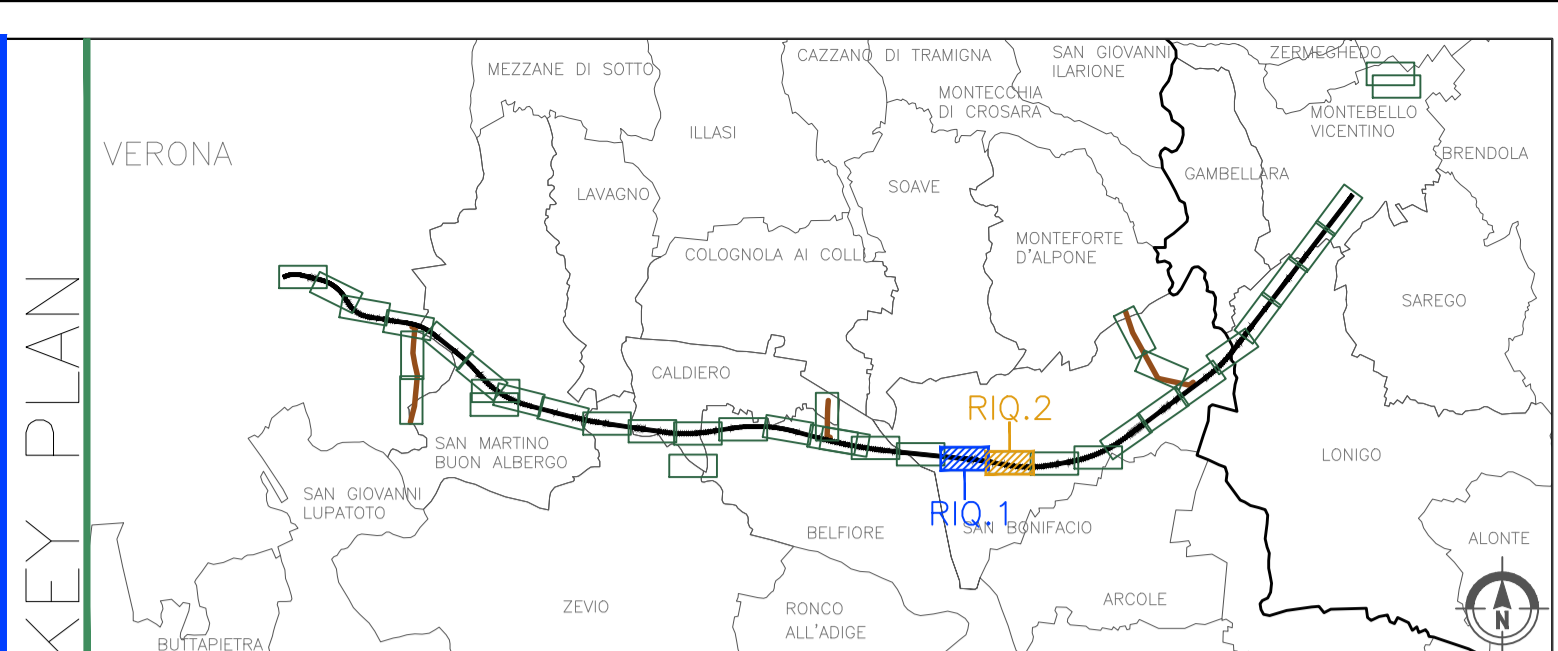 KEY PLAN
MEZZANE DI SOTTO
CAZZANO DI TRAMIGNA
SAN GIOVANNI
ILARIONE
ZERMEGHEDO
MONTECCHIA
DI CROSARA
MONTEBELLO
VICENTINO
ILLASI
VERONA
BRENDOLA
GAMBELLARA
SOAVE
LAVAGNO
MONTEFORTE
D'ALPONE
COLOGNOLA AI COLL
SAREGO
CALDIERO
RIQ.2
SAN MARTINO
BUON ALBERGO
LONIGO
SAN GIOVANNI
LUPATOTO
RIQ.1
SAN BONIFACIO
BELFIORE
ALONTE
ZEVIO
RONCO
ALL'ADIGE
ARCOLE
N
BUTTAPIETRA